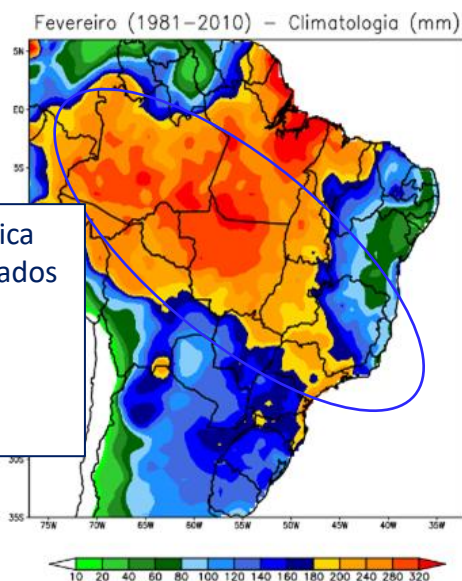 Fevereiro (1981-2010) - Climatologia (mm)
5N
EQ
5S
ica
ados
30S
35S
75W 70W 65W 60W 55W 50W 45W 40W 35W
10 20 40 60 80 100 120 140 160 180 200 240 280 320